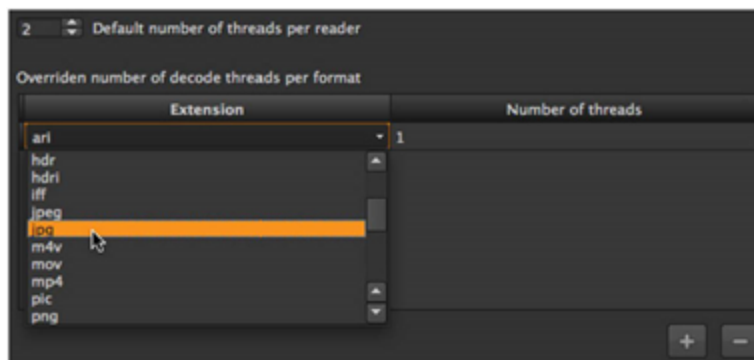 2 Default number of threads per reader
Overriden number of decode threads per format
Extension Number of threads
ari 1
hdr
hdri
iff
jpeg
jpg
m4v
mov
mp4
pic
png
+ −